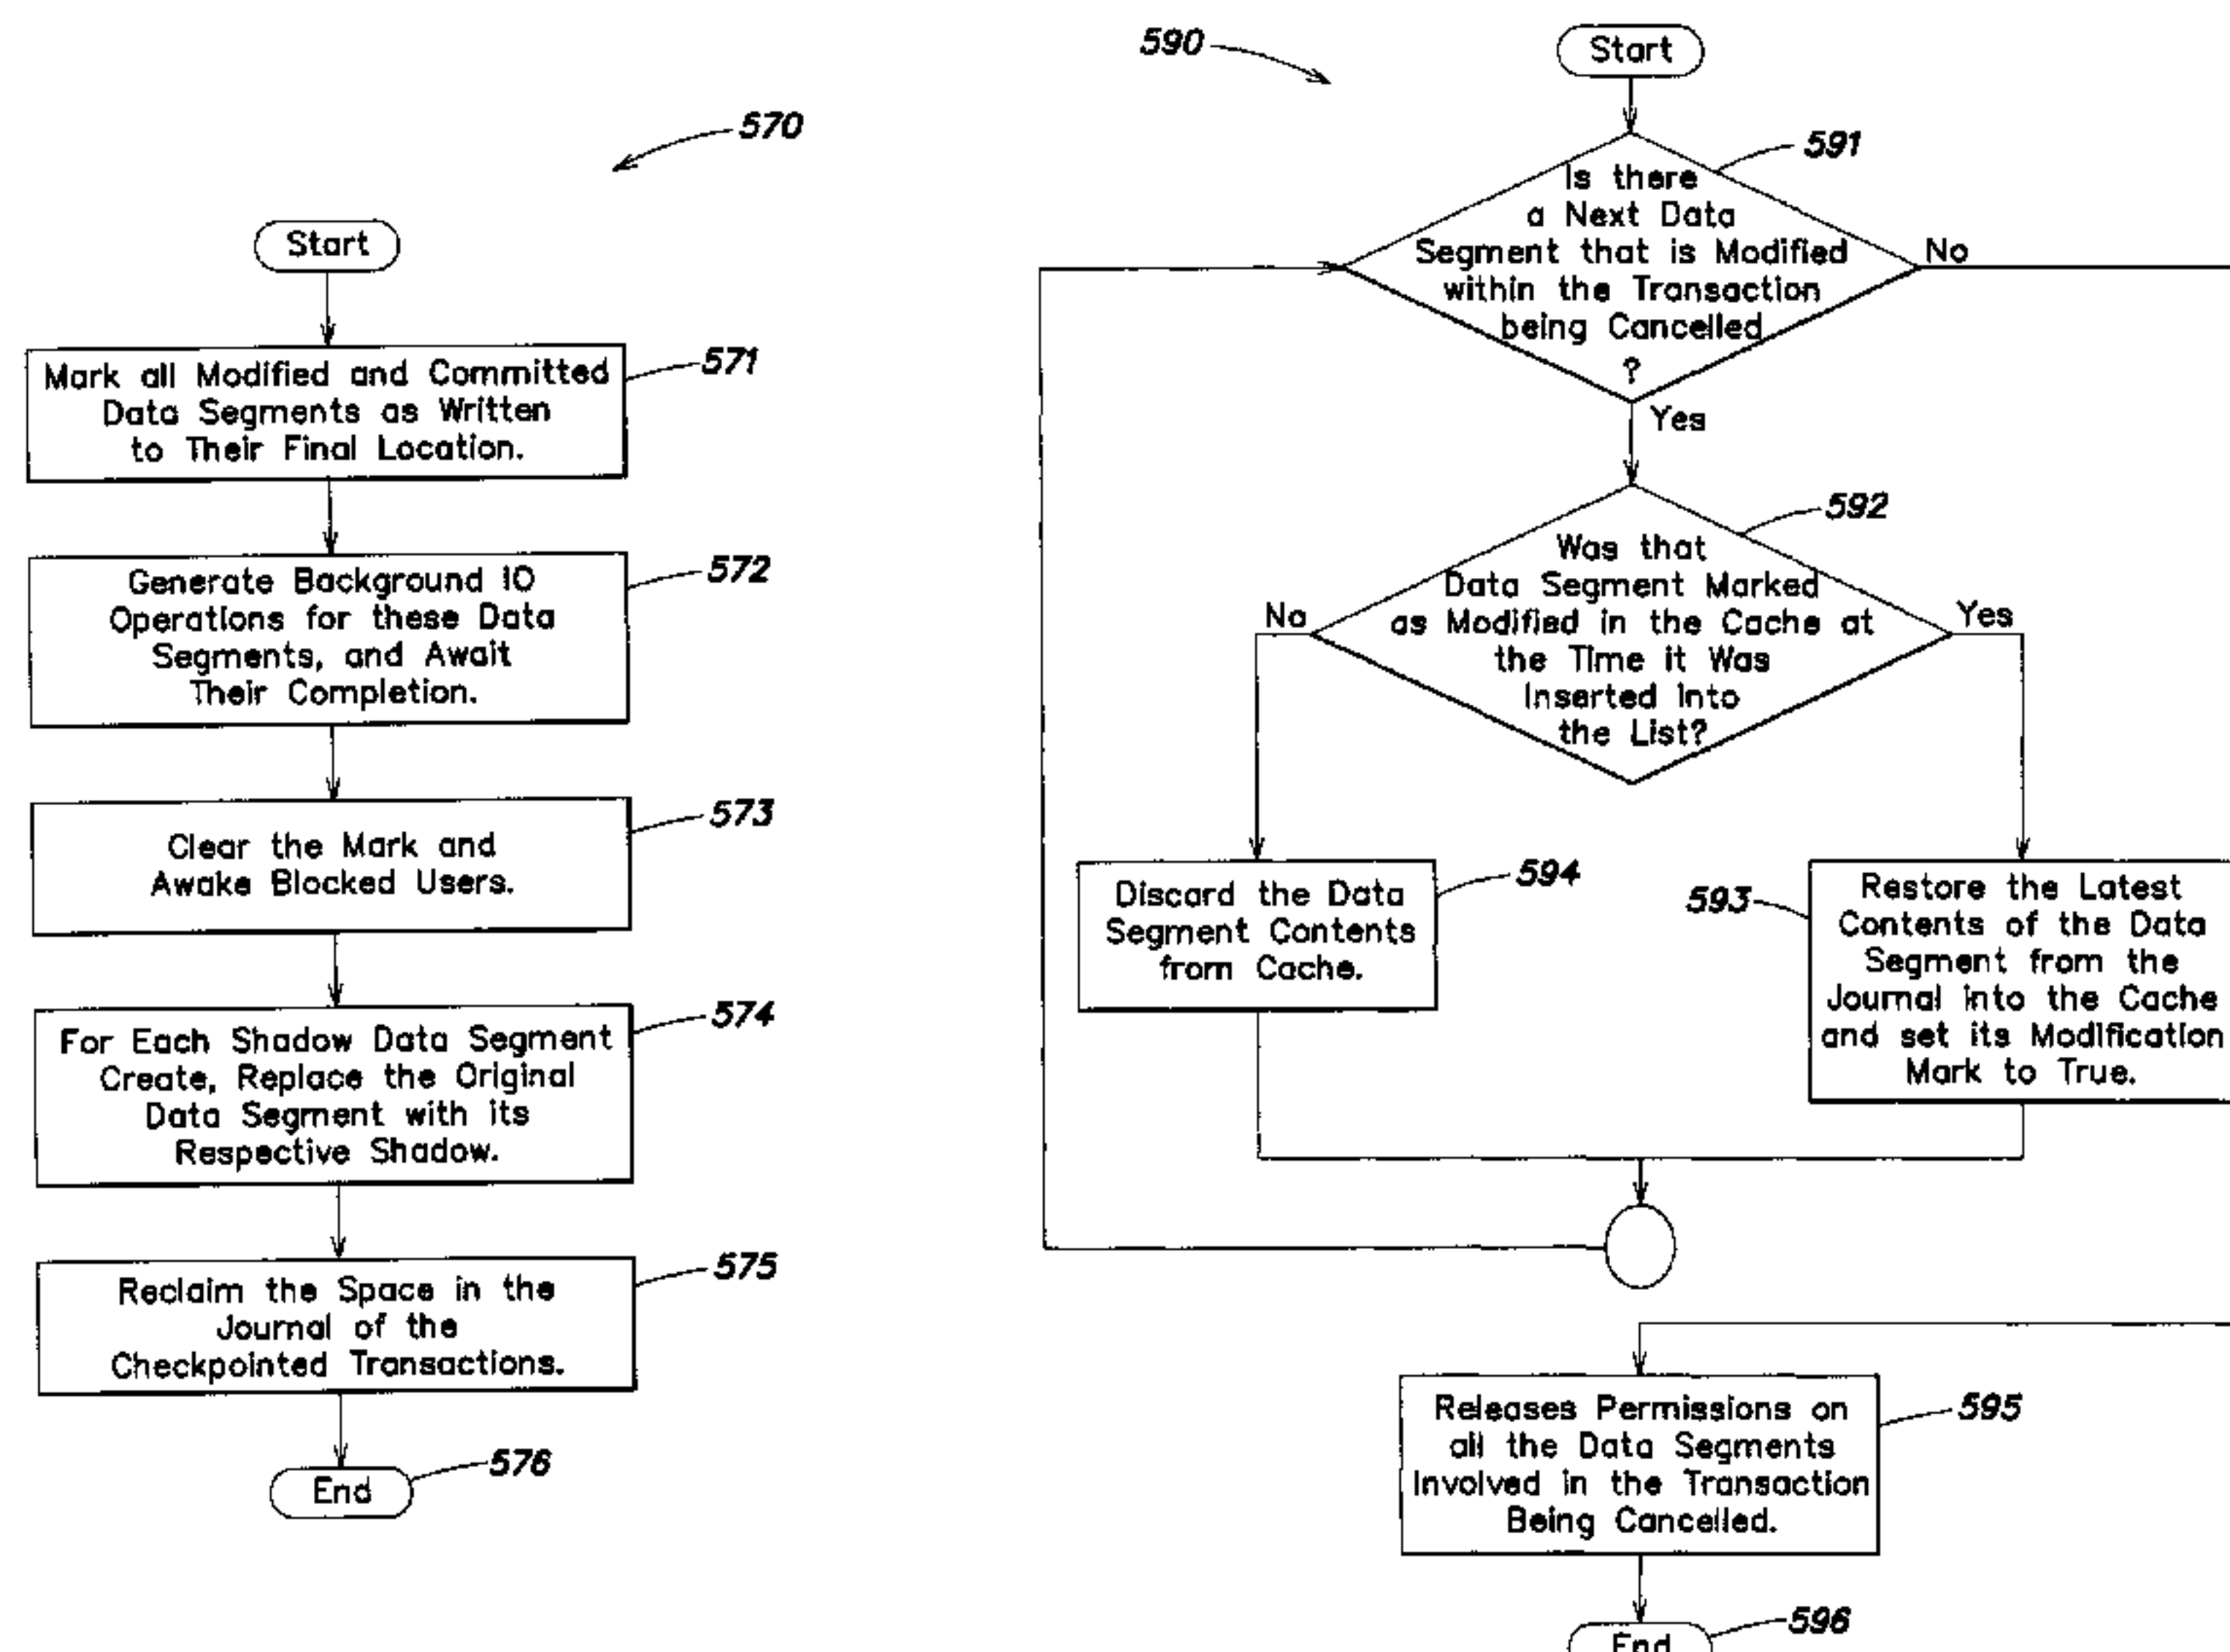 570
Start
571
Mark all Modified and Committed
Data Segments as Written
to Their Final Location.
572
Generate Background IO
Operations for these Data
Segments, and Await
Their Completion.
573
Clear the Mark and
Awake Blocked Users.
574
For Each Shadow Data Segment
Create, Replace the Original
Data Segment with its
Respective Shadow.
575
Reclaim the Space in the
Journal of the
Checkpointed Transactions.
End
576
590
Start
591
Is there
a Next Data
Segment that is Modified
within the Transaction
being Cancelled
?
No
Yes
592
Was that
Data Segment Marked
as Modified in the Cache at
the Time it Was
Inserted Into
the List?
No
Yes
594
Discard the Data
Segment Contents
from Cache.
593
Restore the Latest
Contents of the Data
Segment from the
Journal into the Cache
and set its Modification
Mark to True.
595
Releases Permissions on
all the Data Segments
Involved in the Transaction
Being Cancelled.
596
End